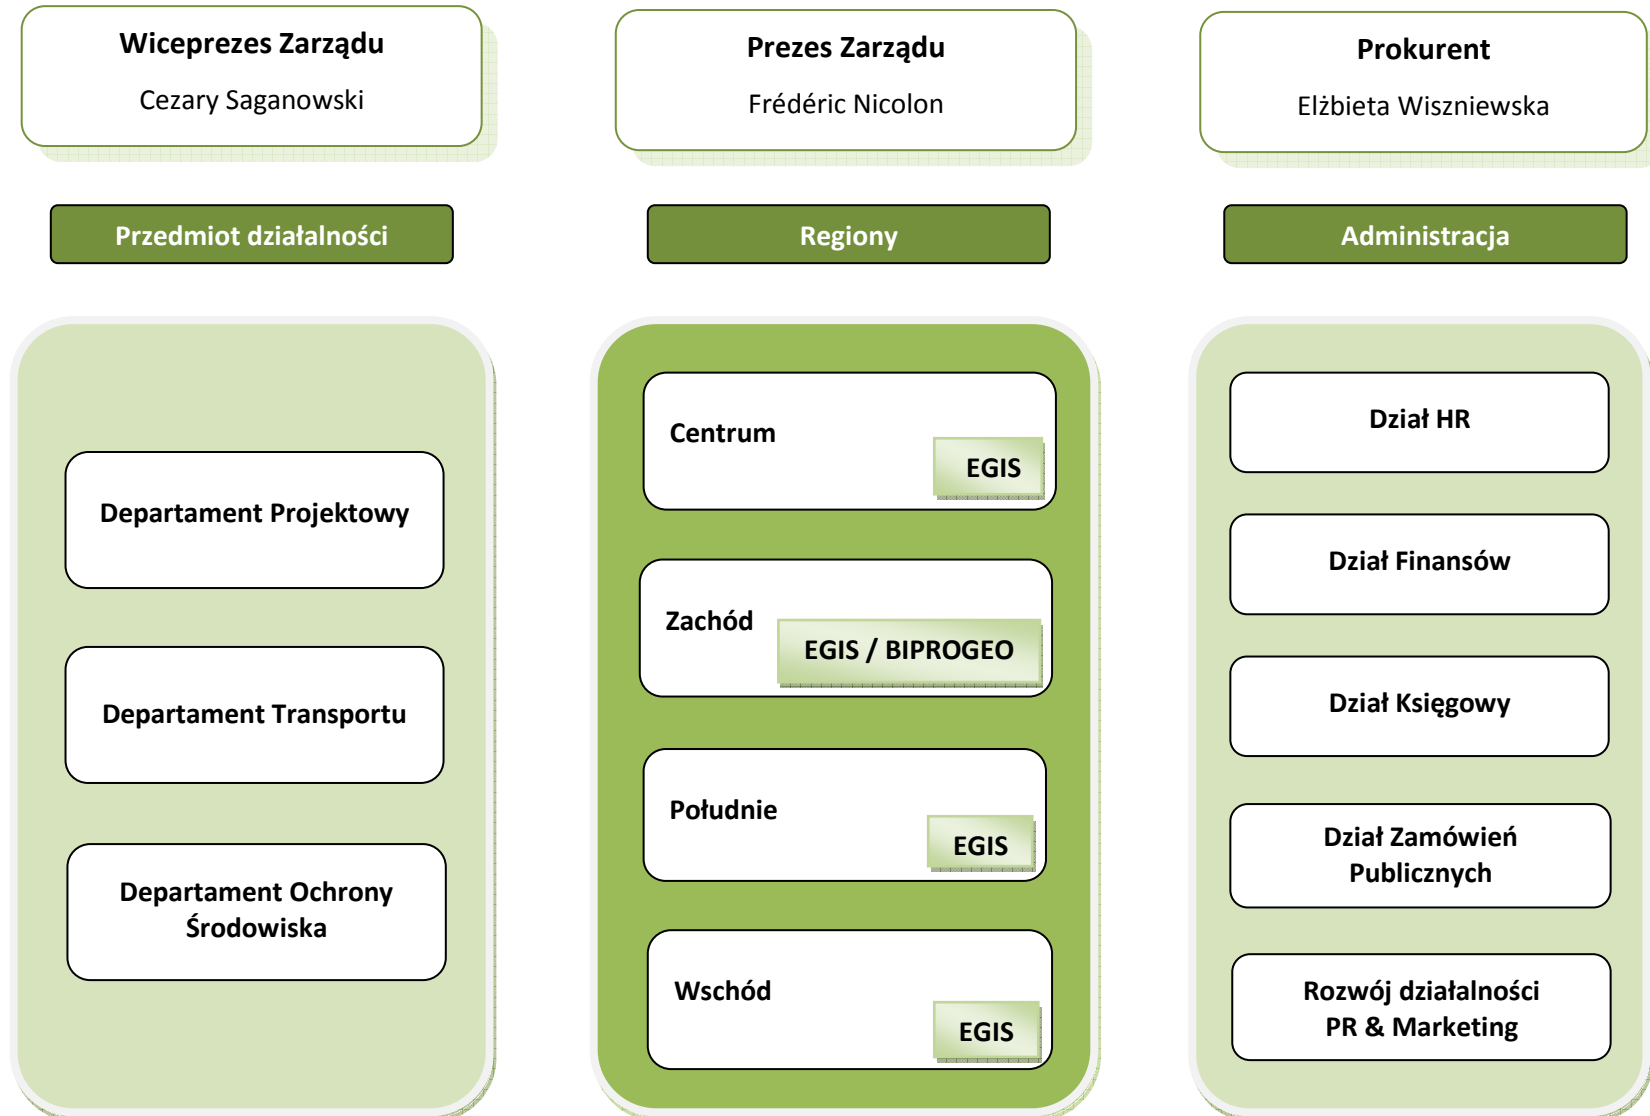 Wiceprezes Zarządu
Cezary Saganowski
Prezes Zarządu
Frédéric Nicolon
Prokurent
Elżbieta Wiszniewska
Przedmiot działalności
Regiony
Administracja
Departament Projektowy
Departament Transportu
Departament Ochrony
Środowiska
Centrum
EGIS
Zachód
EGIS / BIPROGEO
Południe
EGIS
Wschód
EGIS
Dział HR
Dział Finansów
Dział Księgowy
Dział Zamówień
Publicznych
Rozwój działalności
PR & Marketing